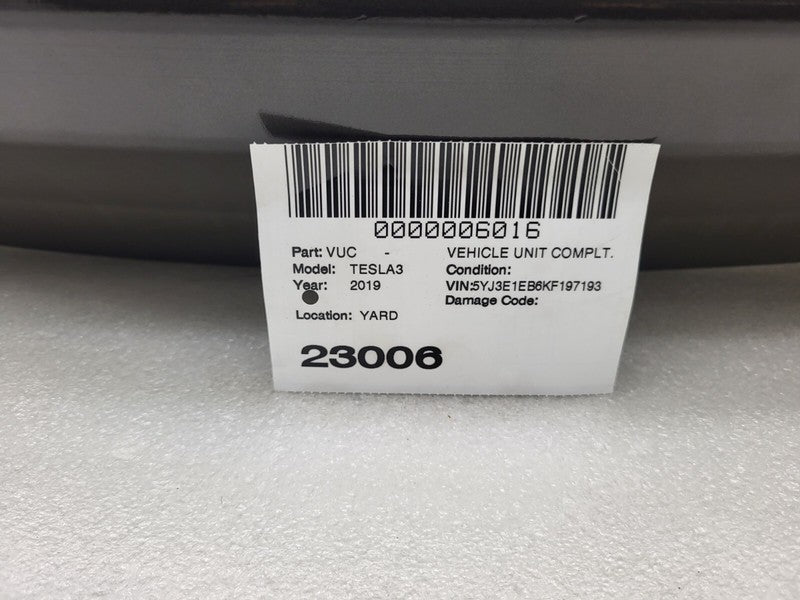 0000006016
Part: VUC - VEHICLE UNIT COMPLT.
Model: TESLA3 Condition:
Year: 2019 VIN:5YJ3E1EB6KF197193
Damage Code:
Location: YARD
23006